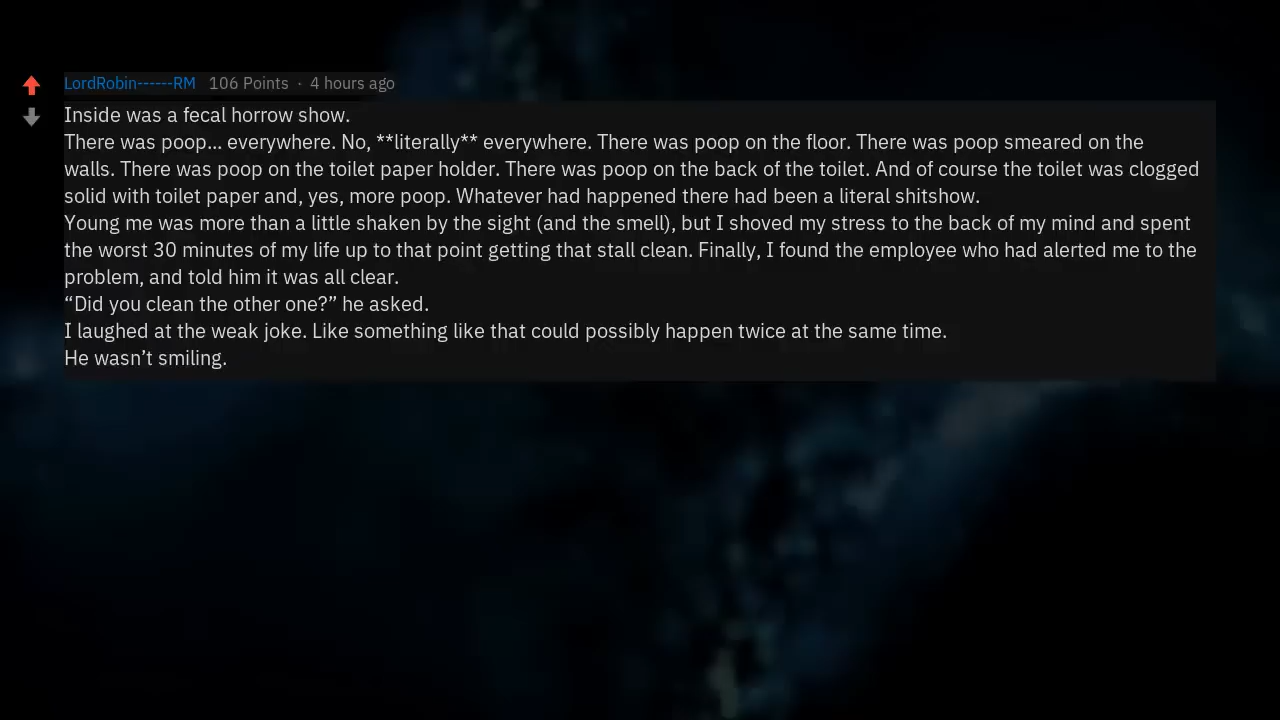 LordRobin------RM 106 Points · 4 hours ago
Inside was a fecal horrow show.
There was poop... everywhere. No, **literally** everywhere. There was poop on the floor. There was poop smeared on the
walls. There was poop on the toilet paper holder. There was poop on the back of the toilet. And of course the toilet was clogged
solid with toilet paper and, yes, more poop. Whatever had happened there had been a literal shitshow.
Young me was more than a little shaken by the sight (and the smell), but I shoved my stress to the back of my mind and spent
the worst 30 minutes of my life up to that point getting that stall clean. Finally, I found the employee who had alerted me to the
problem, and told him it was all clear.
“Did you clean the other one?” he asked.
I laughed at the weak joke. Like something like that could possibly happen twice at the same time.
He wasn’t smiling.